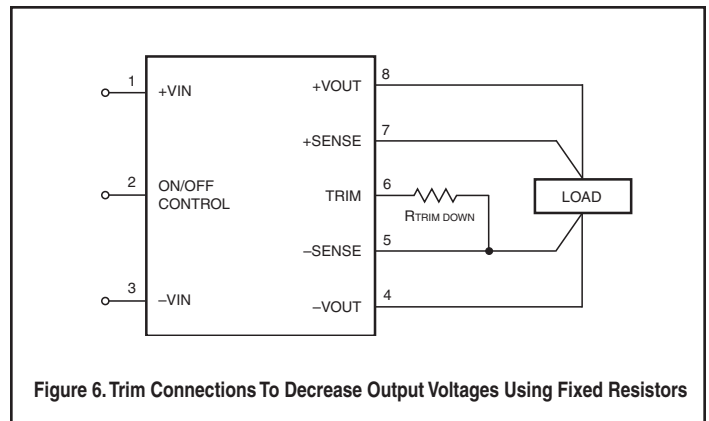 1 +VIN
2 ON/OFF
CONTROL
3 –VIN
+VOUT 8
+SENSE 7
TRIM 6
RTRIM DOWN
–SENSE 5
–VOUT 4
LOAD
Figure 6. Trim Connections To Decrease Output Voltages Using Fixed Resistors